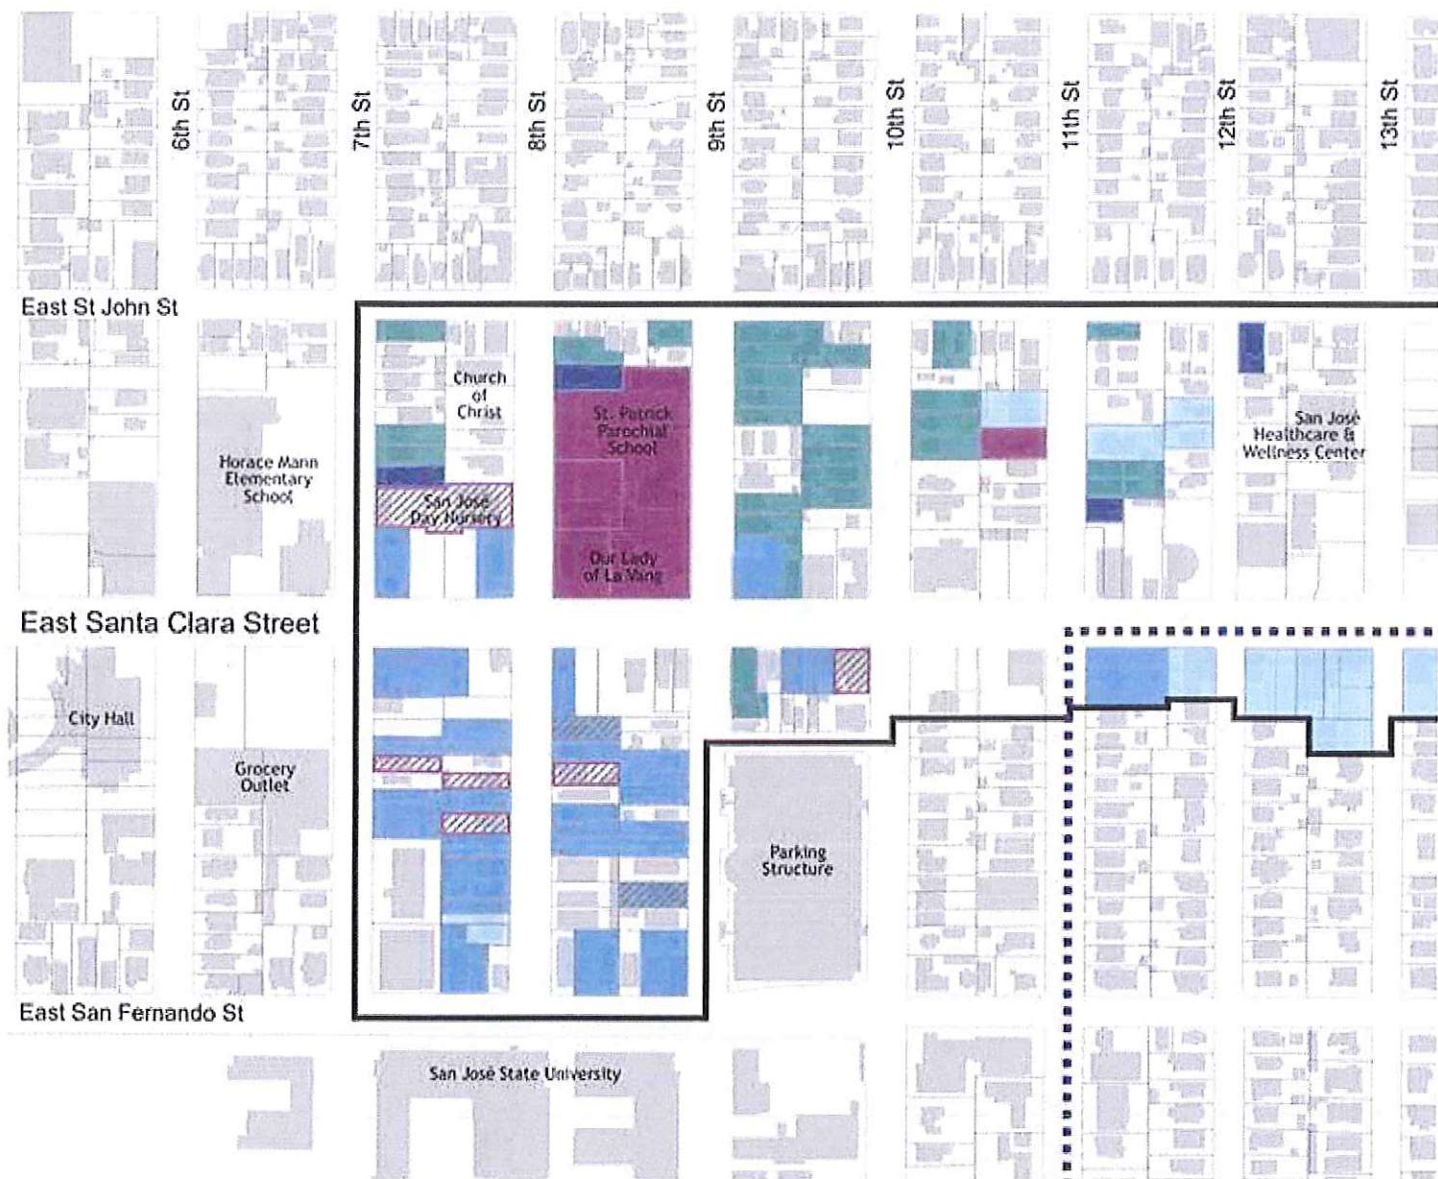 6th St
7th St
8th St
9th St
10th St
11th St
12th St
13th St
East St John St
Church
of
Christ
St. Patrick
Parochial
School
San José
Healthcare &
Wellness Center
Horace Mann
Elementary
School
San José
Day Nursery
Our Lady
of La Vang
East Santa Clara Street
City Hall
Grocery
Outlet
Parking
Structure
East San Fernando St
San José State University